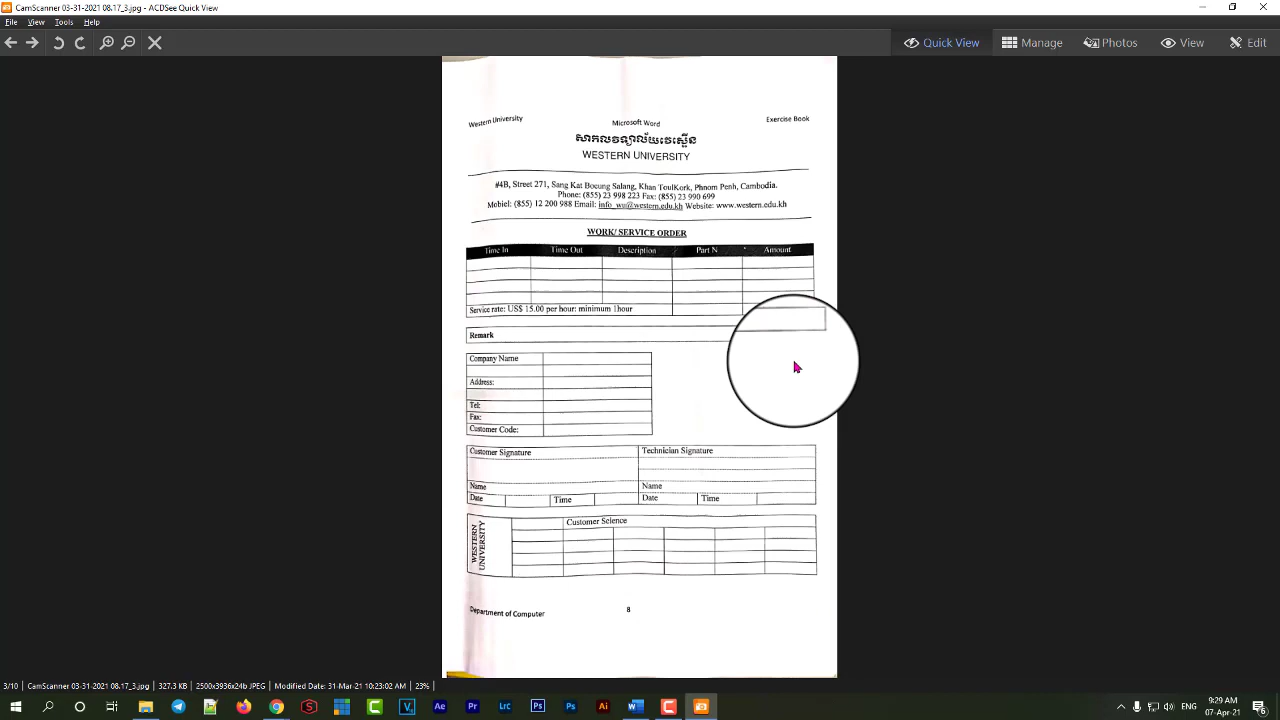 CamScanner 03-31-2021 08.17_3.jpg - ACDSee Quick View
File View Tools Help
Quick View Manage Photos View Edit
Western University Microsoft Word Exercise Book
សាកលវិទ្យាល័យវេស្ទើន
WESTERN UNIVERSITY
#4B, Street 271, Sang Kat Boeung Salang, Khan ToulKork, Phnom Penh, Cambodia.
Phone: (855) 23 998 223 Fax: (855) 23 990 699
Mobiel: (855) 12 200 988 Email: info_wu@western.edu.kh Website: www.western.edu.kh
WORK/ SERVICE ORDER
Time In Time Out Description Part N Amount
Service rate: US$ 15.00 per hour: minimum 1hour
Remark
Company Name
Address:
Tel:
Fax:
Customer Code:
Customer Signature Technician Signature
Name Name
Date Time Date Time
WESTERN UNIVERSITY Customer Selence
Department of Computer 8
3/10 CamScanner 03-31-2021 08.17_3.jpg 327.3 KB 2500x3936x24b JPEG Modified Date: 31-Mar-21 10:23:02 AM 23%
Ae Pr Lrc Ps Ps Ai
9:29 AM
07-Apr-21